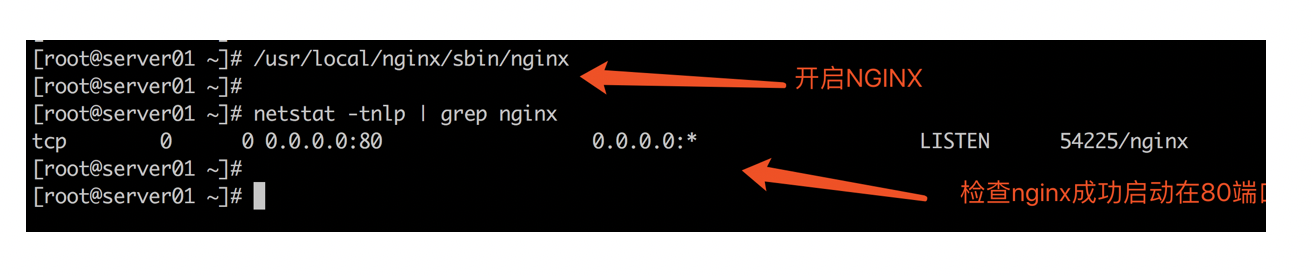 [root@server01 ~]# /usr/local/nginx/sbin/nginx
开启NGINX
[root@server01 ~]#
[root@server01 ~]# netstat -tnlp | grep nginx
tcp 0 0 0.0.0.0:80 0.0.0.0:* LISTEN 54225/nginx
[root@server01 ~]#
[root@server01 ~]#
检查nginx成功启动在80端口